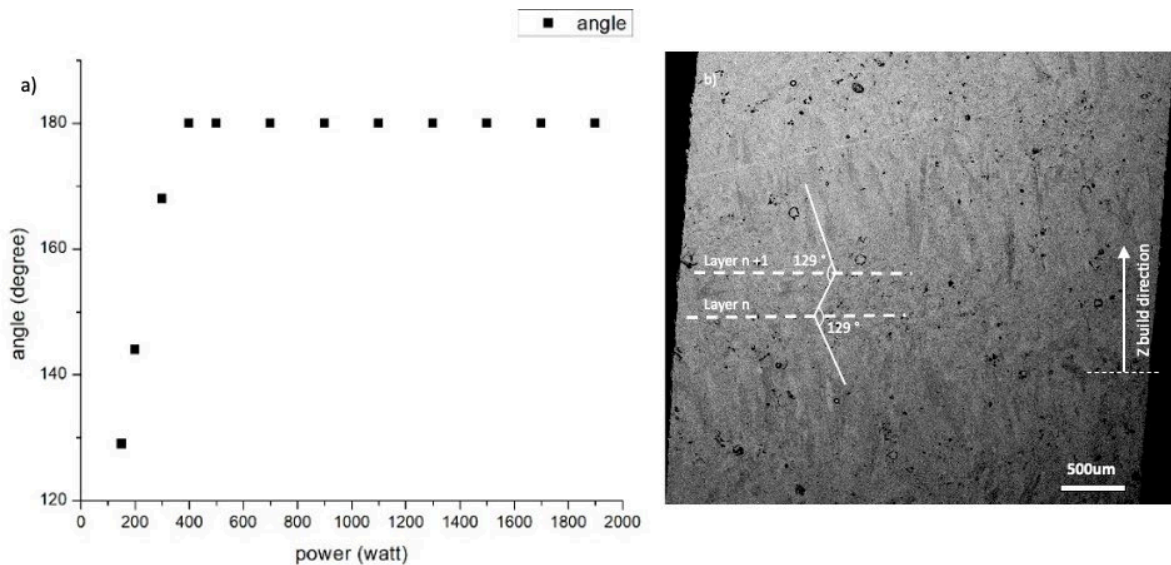 angle
a)
180
160
140
120
angle (degree)
0 200 400 600 800 1000 1200 1400 1600 1800 2000
power (watt)
b)
129 °
Layer n +1
Layer n
129 °
Z build direction
500um